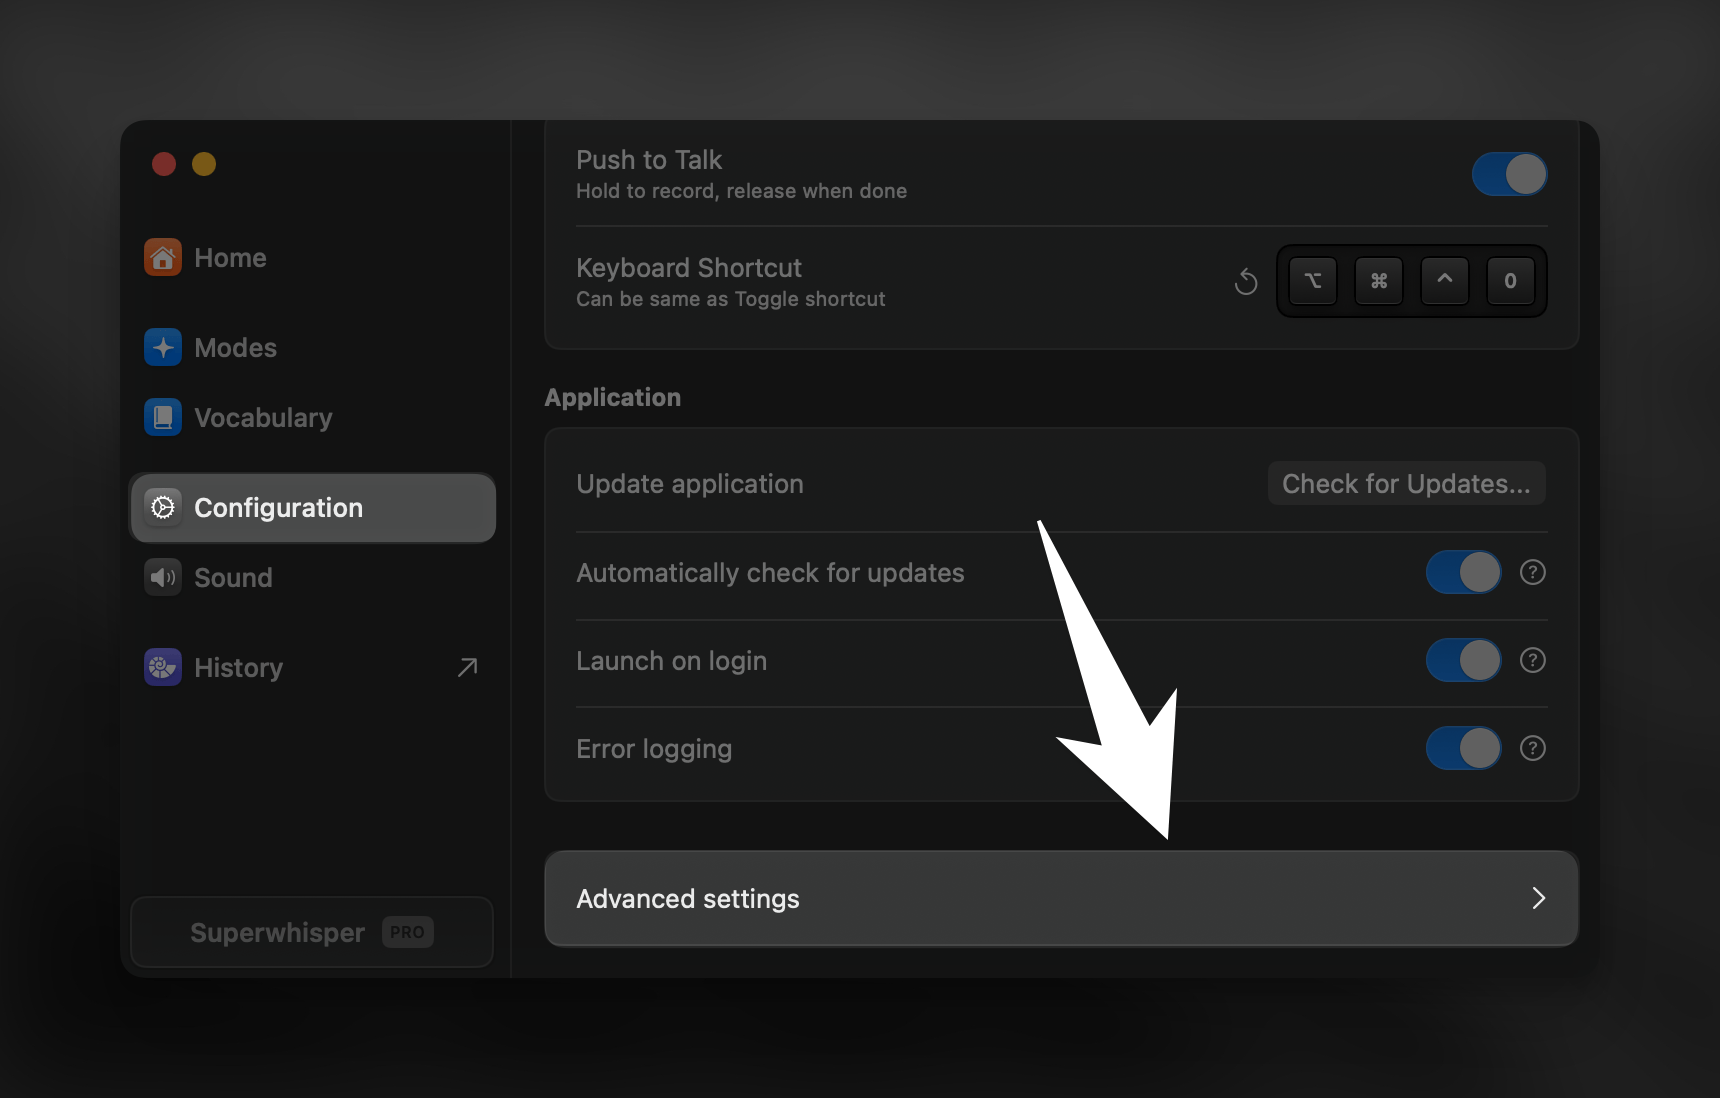 Home
Modes
Vocabulary
Configuration
Sound
History
Superwhisper PRO
Push to Talk
Hold to record, release when done
Keyboard Shortcut
Can be same as Toggle shortcut
⌥ ⌘ ^ 0
Application
Update application
Check for Updates...
Automatically check for updates
?
Launch on login
?
Error logging
?
Advanced settings